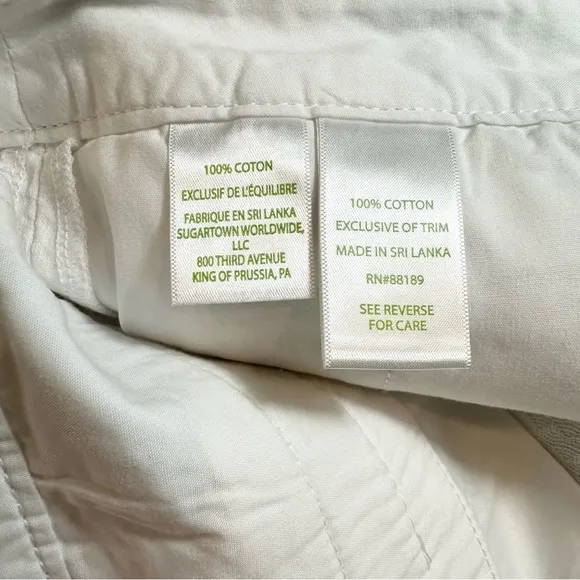 100% COTON
EXCLUSIF DE L'ÉQUILIBRE
FABRIQUE EN SRI LANKA
SUGARTOWN WORLDWIDE,
LLC
800 THIRD AVENUE
KING OF PRUSSIA, PA
100% COTTON
EXCLUSIVE OF TRIM
MADE IN SRI LANKA
RN#88189
SEE REVERSE
FOR CARE